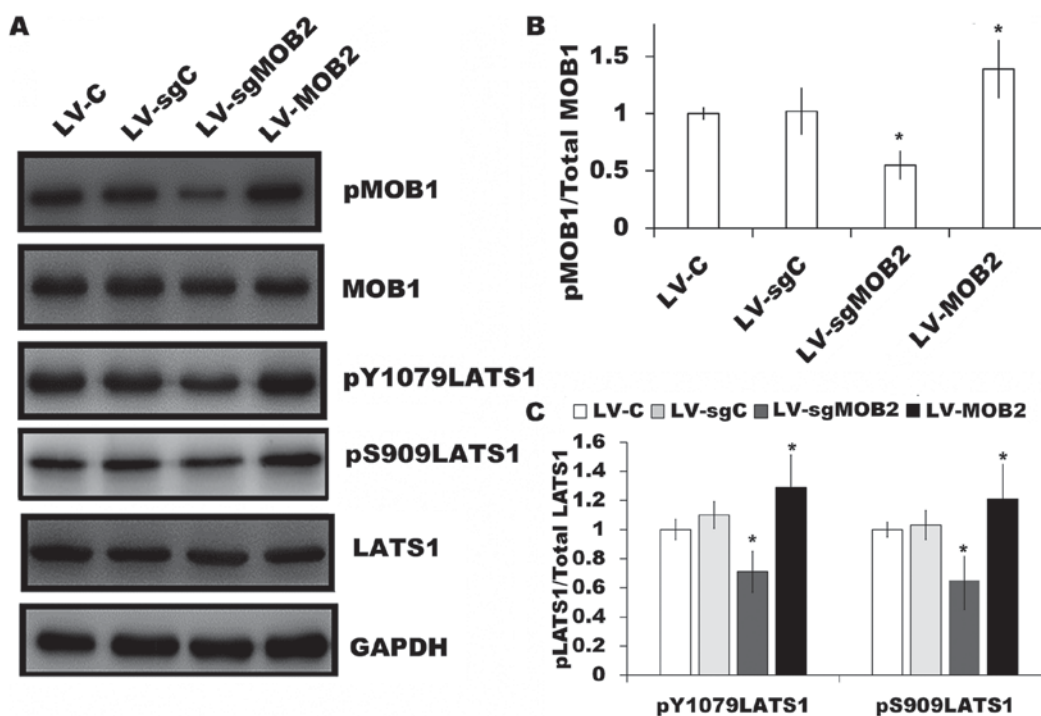 A
LV-C
LV-sgC
LV-sgMOB2
LV-MOB2
pMOB1
MOB1
pY1079LATS1
pS909LATS1
LATS1
GAPDH
B
pMOB1/Total MOB1
1.5
1
0.5
0
*
*
LV-C
LV-sgC
LV-sgMOB2
LV-MOB2
C
LV-C LV-sgC LV-sgMOB2 LV-MOB2
pLATS1/Total LATS1
1.6
1.4
1.2
1
0.8
0.6
0.4
0.2
0
*
*
*
*
pY1079LATS1 pS909LATS1